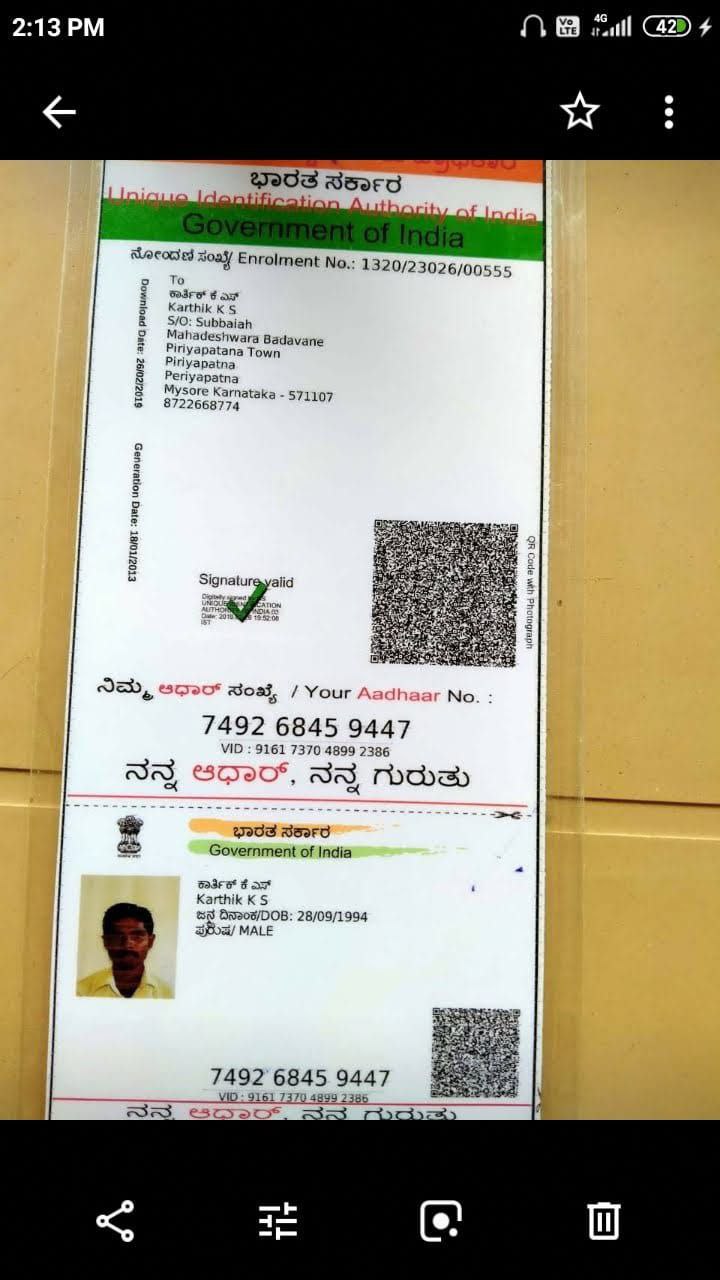 2:13 PM
Vo LTE 4G 42
ಭಾರತ ಸರ್ಕಾರ
Unique Identification Authority of India
Government of India
ನೋಂದಣಿ ಸಂಖ್ಯೆ/ Enrolment No.: 1320/23026/00555
To
ಕಾರ್ತಿಕ್ ಕೆ ಎಸ್
Karthik K S
S/O: Subbaiah
Mahadeshwara Badavane
Piriyapatana Town
Piriyapatna
Periyapatna
Mysore Karnataka - 571107
8722668774
Download Date: 26/02/2019
Generation Date: 18/01/2013
QR Code with Photograph
Signature valid
Digitally signed by
UNIQUE IDENTIFICATION
AUTHORITY OF INDIA 03
19:52:08
IST
ನಿಮ್ಮ ಆಧಾರ್ ಸಂಖ್ಯೆ / Your Aadhaar No. :
7492 6845 9447
VID : 9161 7370 4899 2386
ನನ್ನ ಆಧಾರ್, ನನ್ನ ಗುರುತು
ಭಾರತ ಸರ್ಕಾರ
Government of India
ಕಾರ್ತಿಕ್ ಕೆ ಎಸ್
Karthik K S
ಜನ್ಮ ದಿನಾಂಕ/DOB: 28/09/1994
ಪುರುಷ/ MALE
7492 6845 9447
VID : 9161 7370 4899 2386
ನನ್ನ ಆಧಾರ್, ನನ್ನ ಗುರುತು